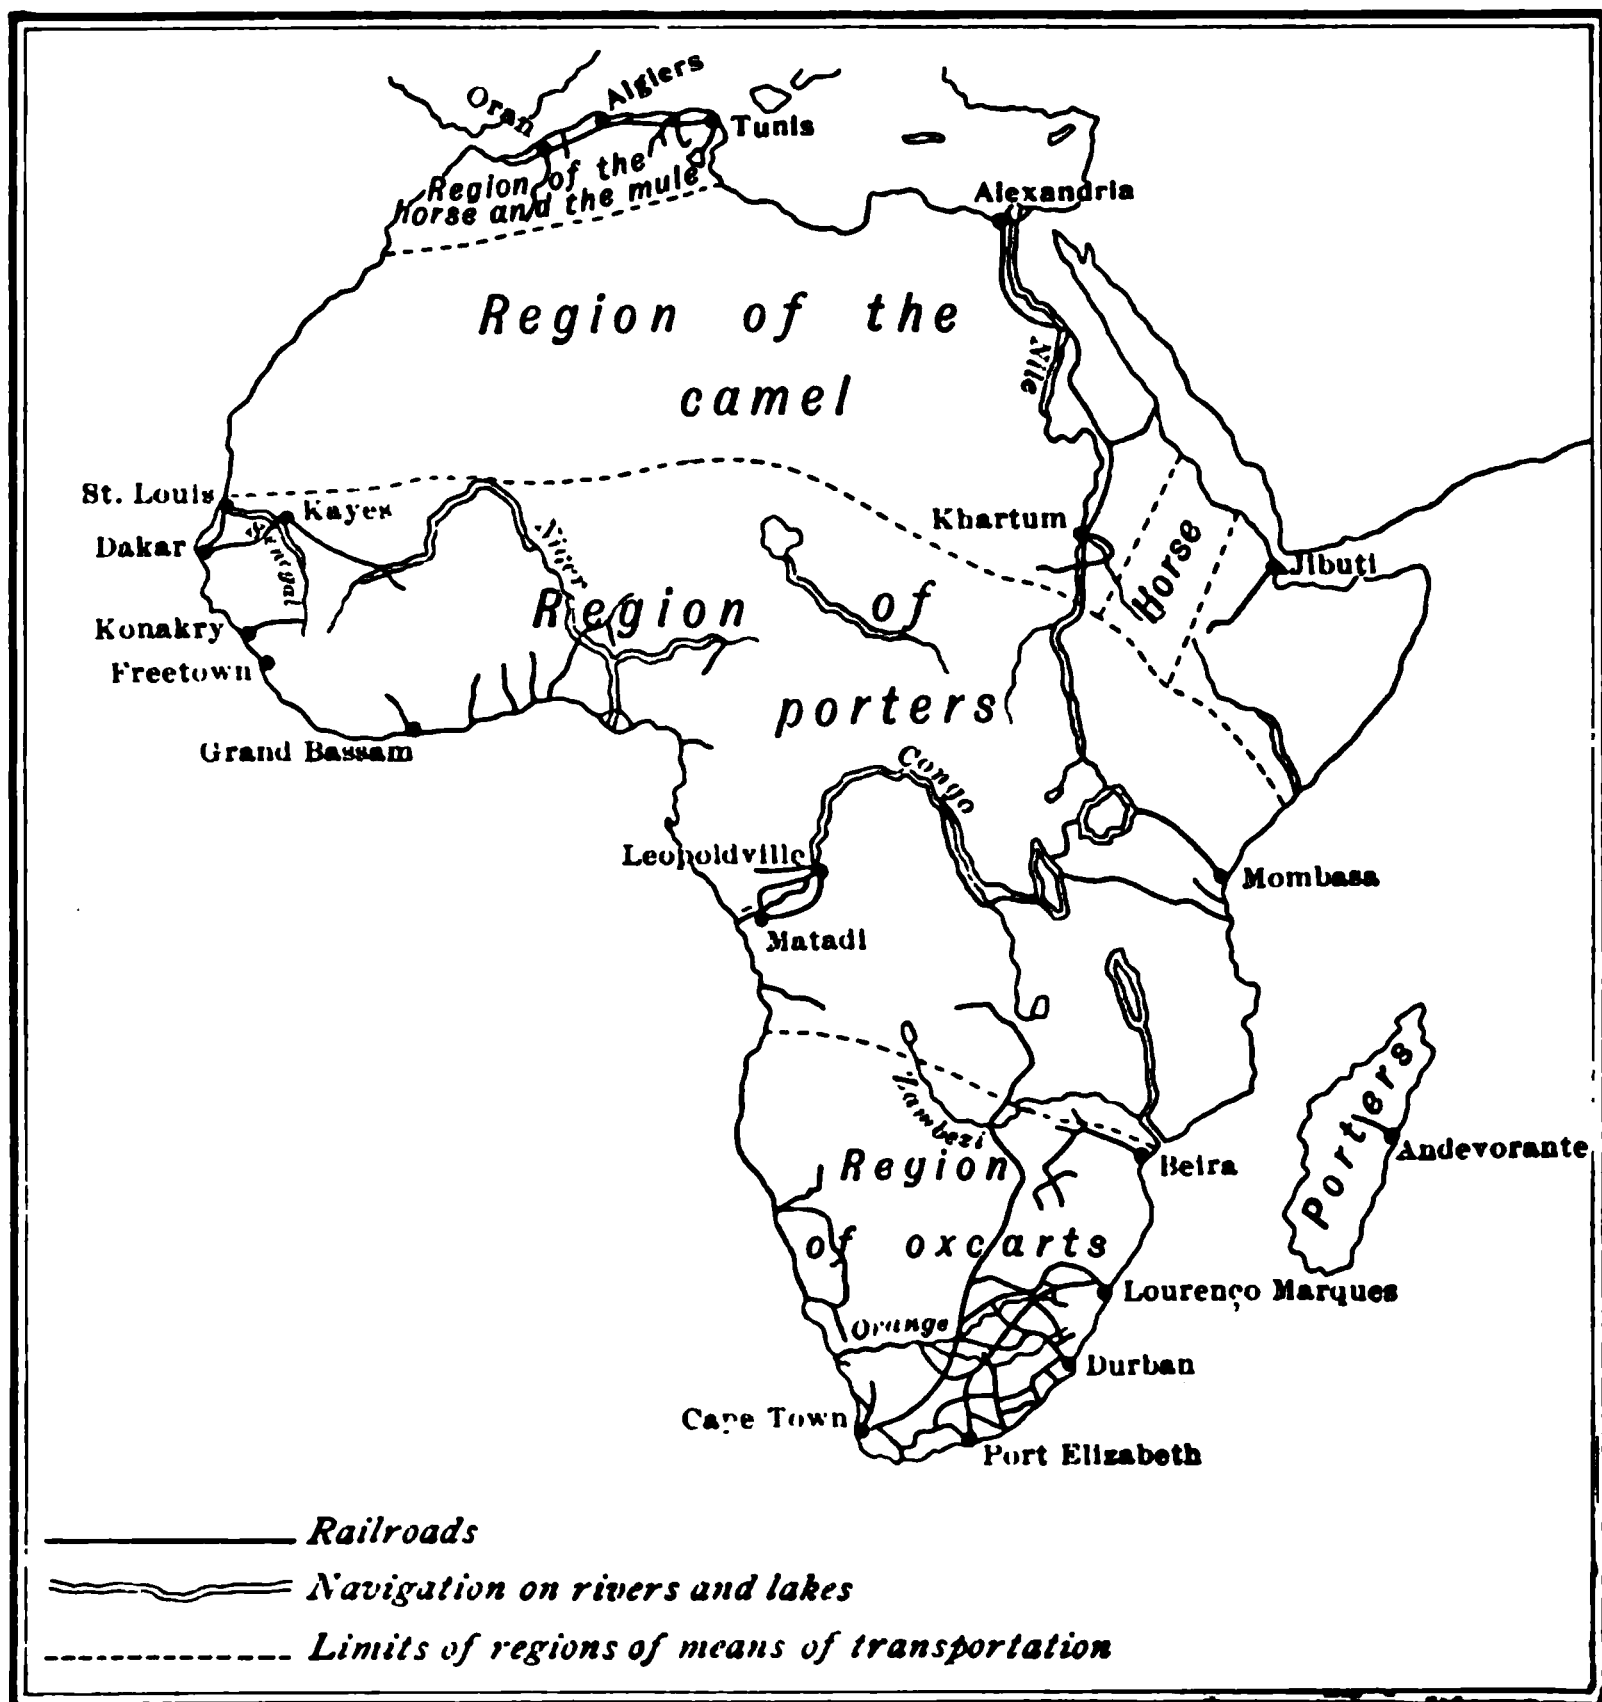 Oran
Algiers
Tunis
Region of the
horse and the mule
Alexandria
Region of the
camel
Nile
St. Louis
Kayes
Senegal
Dakar
Niger
Khartum
Horse
Jibuti
Konakry
Freetown
Region of
porters
Grand Bassam
Congo
Leopoldville
Mombasa
Matadi
Zambezi
Porters
Andevorante
Region
Beira
of oxcarts
Lourenço Marques
Orange
Durban
Cape Town
Port Elizabeth
Railroads
Navigation on rivers and lakes
Limits of regions of means of transportation